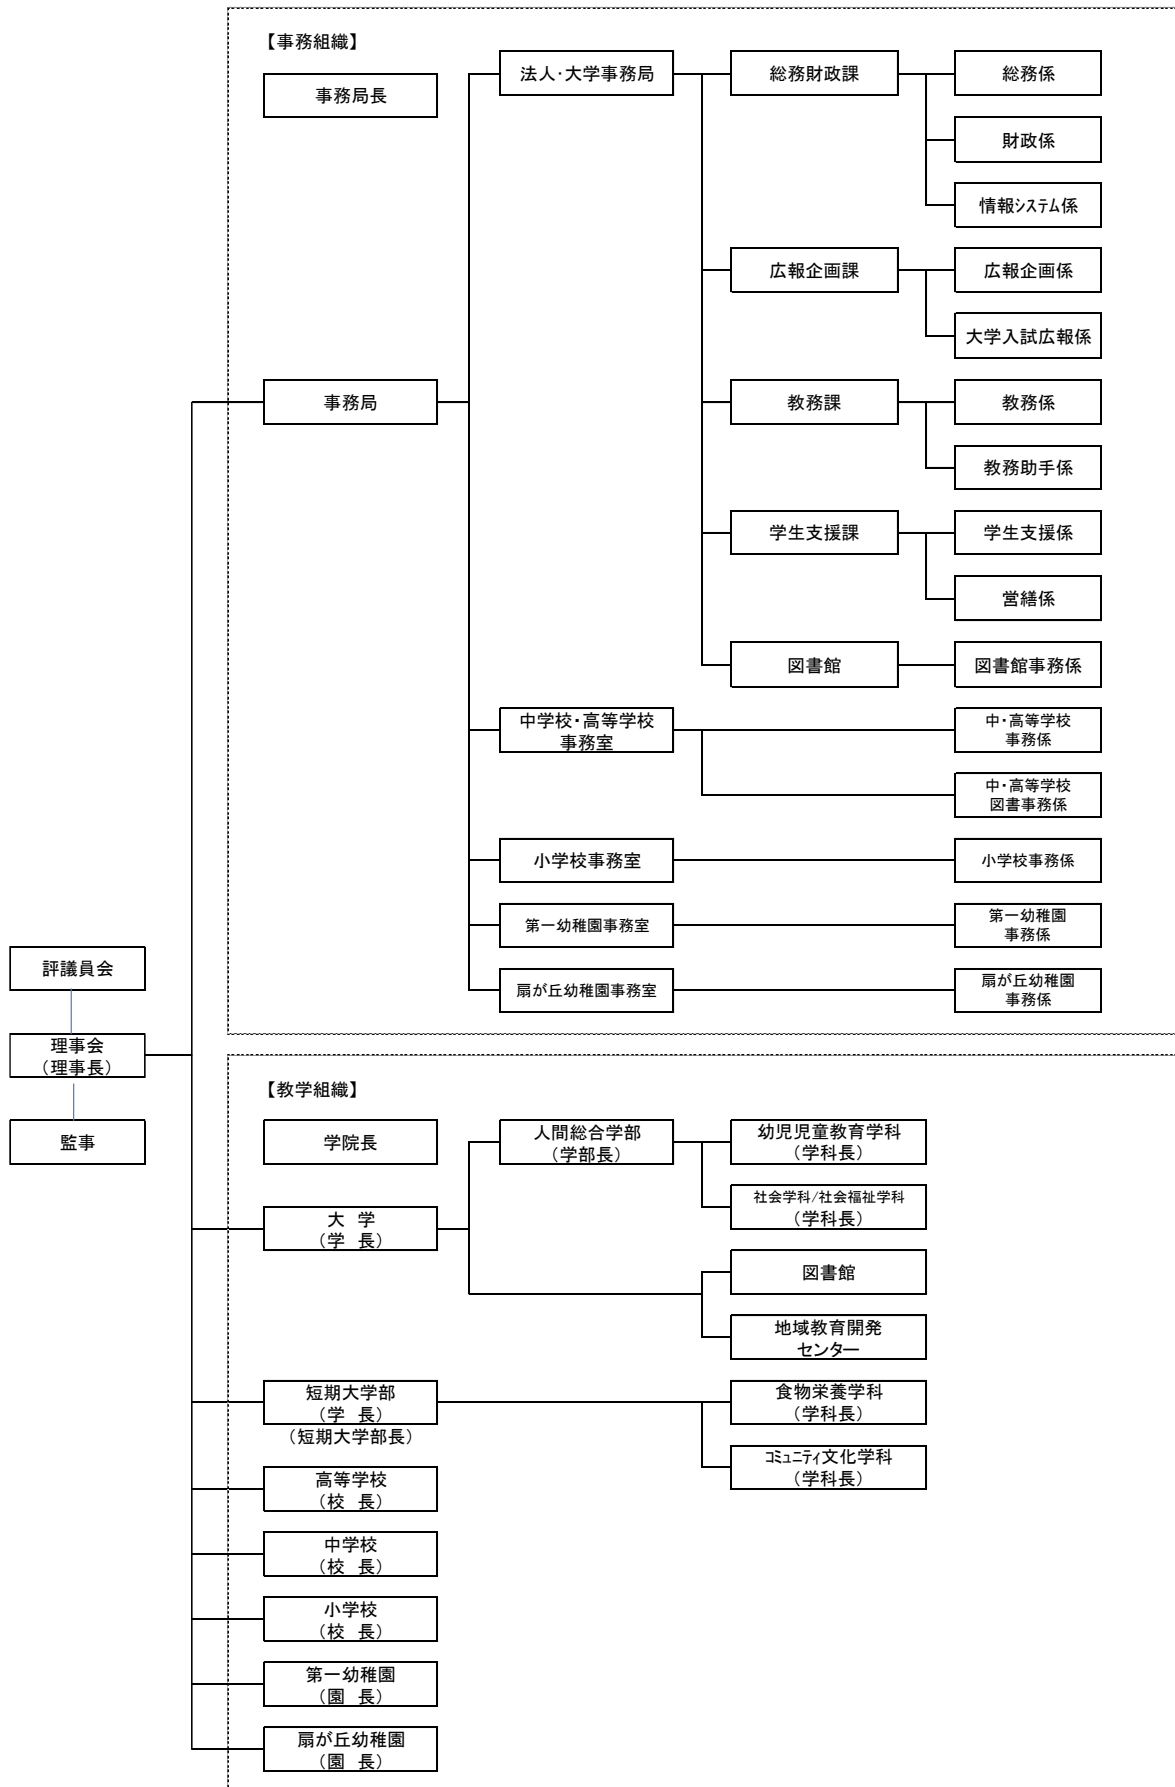 【事務組織】
事務局長
法人・大学事務局
総務財政課
総務係
財政係
情報システム係
広報企画課
広報企画係
大学入試広報係
事務局
教務課
教務係
教務助手係
学生支援課
学生支援係
営繕係
図書館
図書館事務係
中学校・高等学校
事務室
中・高等学校
事務係
中・高等学校
図書事務係
小学校事務室
小学校事務係
第一幼稚園事務室
第一幼稚園
事務係
扇が丘幼稚園事務室
扇が丘幼稚園
事務係
評議員会
理事会
（理事長）
監事
【教学組織】
学院長
人間総合学部
（学部長）
幼児児童教育学科
（学科長）
社会学科/社会福祉学科
（学科長）
大　学
（学　長）
図書館
地域教育開発
センター
短期大学部
（学　長）
（短期大学部長）
食物栄養学科
（学科長）
コミュニティ文化学科
（学科長）
高等学校
（校　長）
中学校
（校　長）
小学校
（校　長）
第一幼稚園
（園　長）
扇が丘幼稚園
（園　長）